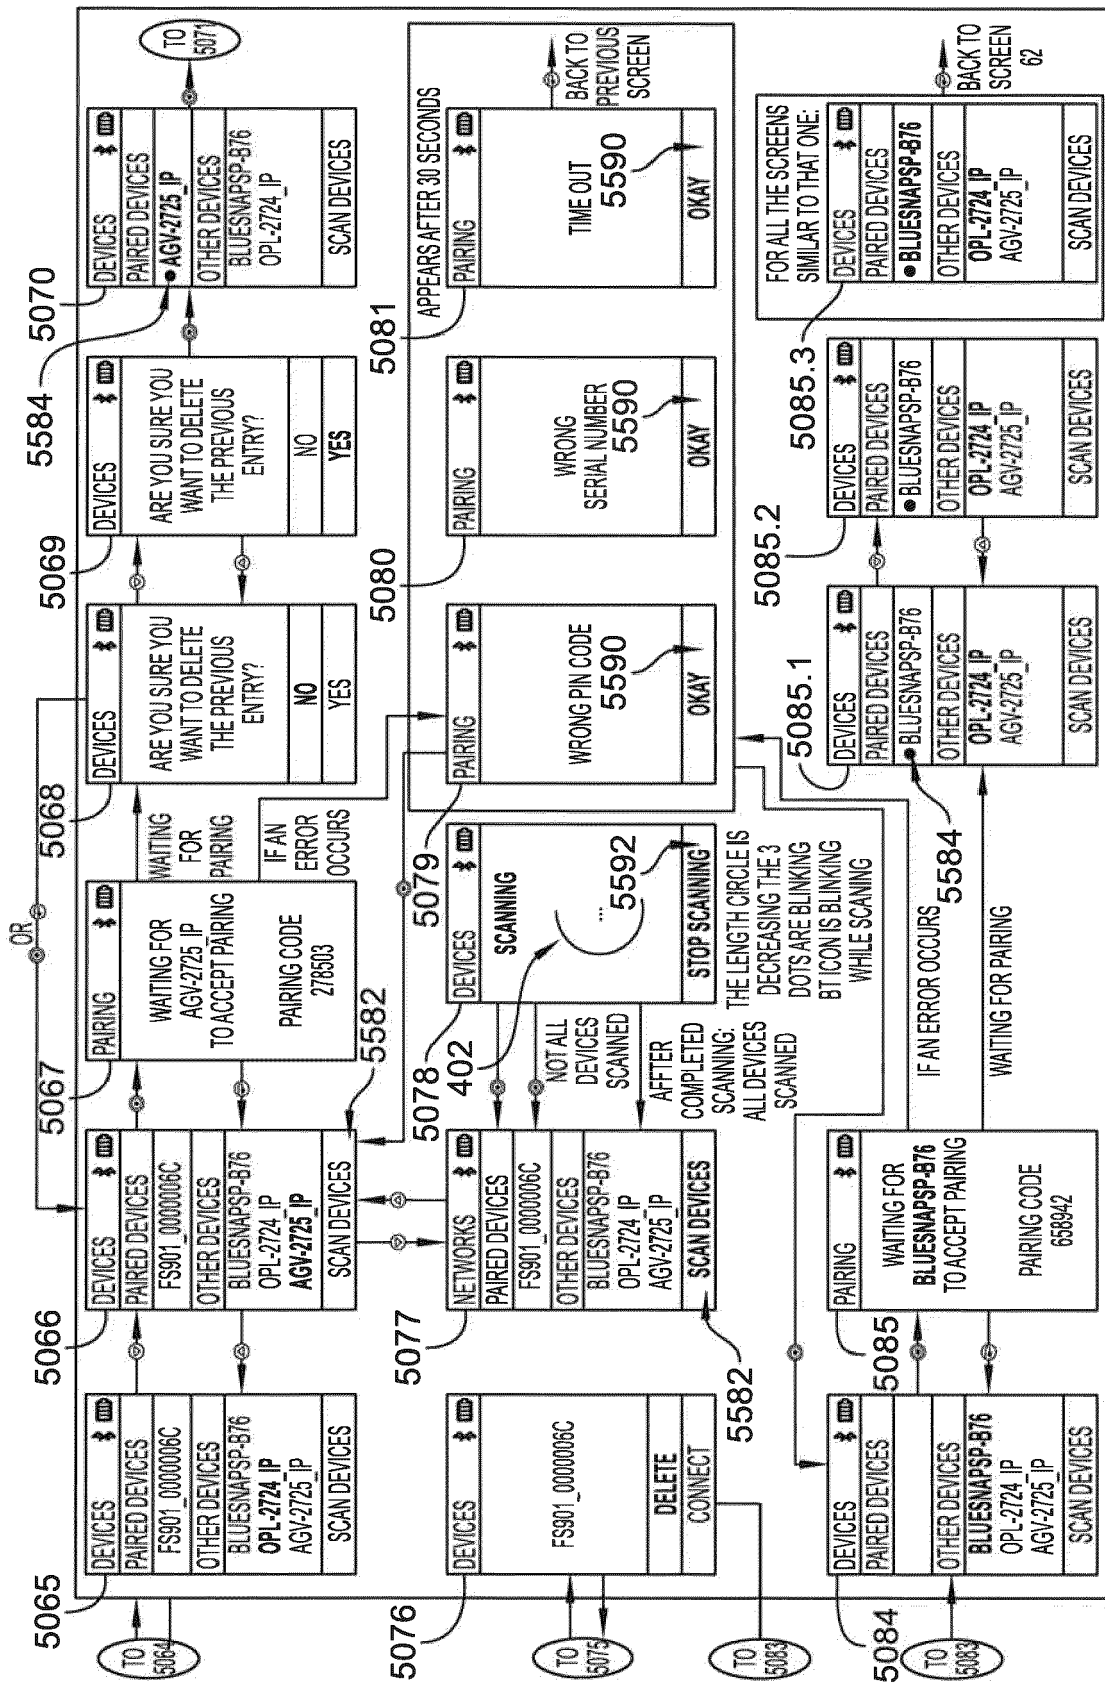 TO
5064
5065
DEVICES
PAIRED DEVICES
FS901_0000006C
OTHER DEVICES
BLUESNAPSP-B76
OPL-2724_IP
AGV-2725_IP
SCAN DEVICES
5066
DEVICES
PAIRED DEVICES
FS901_0000006C
OTHER DEVICES
BLUESNAPSP-B76
OPL-2724_IP
AGV-2725_IP
SCAN DEVICES
5582
OR
5067
PAIRING
WAITING FOR
AGV-2725_IP
TO ACCEPT PAIRING
PAIRING CODE
278503
WAITING
FOR
PAIRING
IF AN
ERROR
OCCURS
5068
DEVICES
ARE YOU SURE YOU
WANT TO DELETE
THE PREVIOUS
ENTRY?
NO
YES
5069
DEVICES
ARE YOU SURE YOU
WANT TO DELETE
THE PREVIOUS
ENTRY?
NO
YES
5584
5070
DEVICES
PAIRED DEVICES
AGV-2725_IP
OTHER DEVICES
BLUESNAPSP-B76
OPL-2724_IP
SCAN DEVICES
TO
5071
TO
5075
TO
5083
5076
DEVICES
FS901_0000006C
DELETE
CONNECT
5077
NETWORKS
PAIRED DEVICES
FS901_0000006C
OTHER DEVICES
BLUESNAPSP-B76
OPL-2724_IP
AGV-2725_IP
SCAN DEVICES
5582
NOT ALL
DEVICES
SCANNED
AFFTER
COMPLETED
SCANNING:
ALL DEVICES
SCANNED
5078
402
DEVICES
SCANNING
...
5592
STOP SCANNING
THE LENGTH CIRCLE IS
DECREASING THE 3
DOTS ARE BLINKING
BT ICON IS BLINKING
WHILE SCANING
5079
PAIRING
WRONG PIN CODE
5590
OKAY
5080
PAIRING
WRONG
SERIAL NUMBER
5590
OKAY
APPEARS AFTER 30 SECONDS
5081
PAIRING
TIME OUT
5590
OKAY
BACK TO
PREVIOUS
SCREEN
TO
5083
5084
DEVICES
PAIRED DEVICES
OTHER DEVICES
BLUESNAPSP-B76
OPL-2724_IP
AGV-2725_IP
SCAN DEVICES
5085
PAIRING
WAITING FOR
BLUESNAPSP-B76
TO ACCEPT PAIRING
PAIRING CODE
658942
IF AN ERROR OCCURS
WAITING FOR PAIRING
5584
5085.1
DEVICES
PAIRED DEVICES
BLUESNAPSP-B76
OTHER DEVICES
OPL-2724_IP
AGV-2725_IP
SCAN DEVICES
5085.2
DEVICES
PAIRED DEVICES
BLUESNAPSP-B76
OTHER DEVICES
OPL-2724_IP
AGV-2725_IP
SCAN DEVICES
5085.3
FOR ALL THE SCREENS
SIMILAR TO THAT ONE:
DEVICES
PAIRED DEVICES
BLUESNAPSP-B76
OTHER DEVICES
OPL-2724_IP
AGV-2725_IP
SCAN DEVICES
BACK TO
SCREEN
62